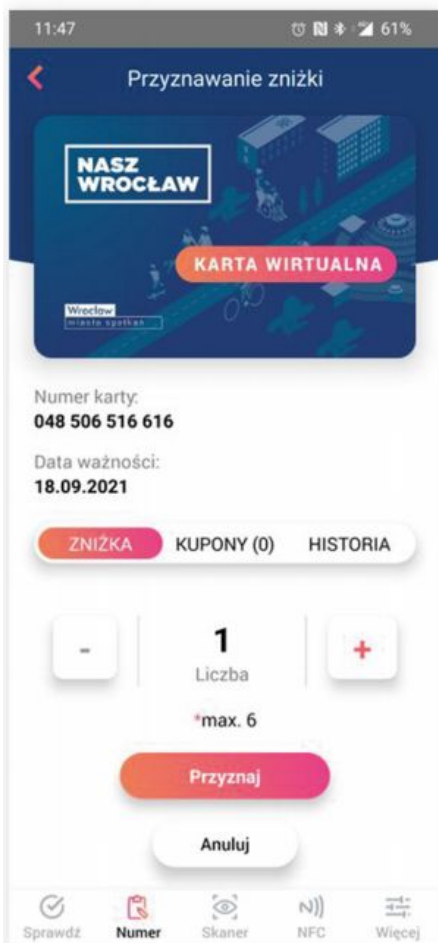 11:47
61%
Przyznawanie zniżki
NASZ
WROCŁAW
KARTA WIRTUALNA
Wrocław
miasto spotkań
Numer karty:
048 506 516 616
Data ważności:
18.09.2021
ZNIŻKA KUPONY (0) HISTORIA
- 1 +
Liczba
*max. 6
Przyznaj
Anuluj
Sprawdź Numer Skaner NFC Więcej